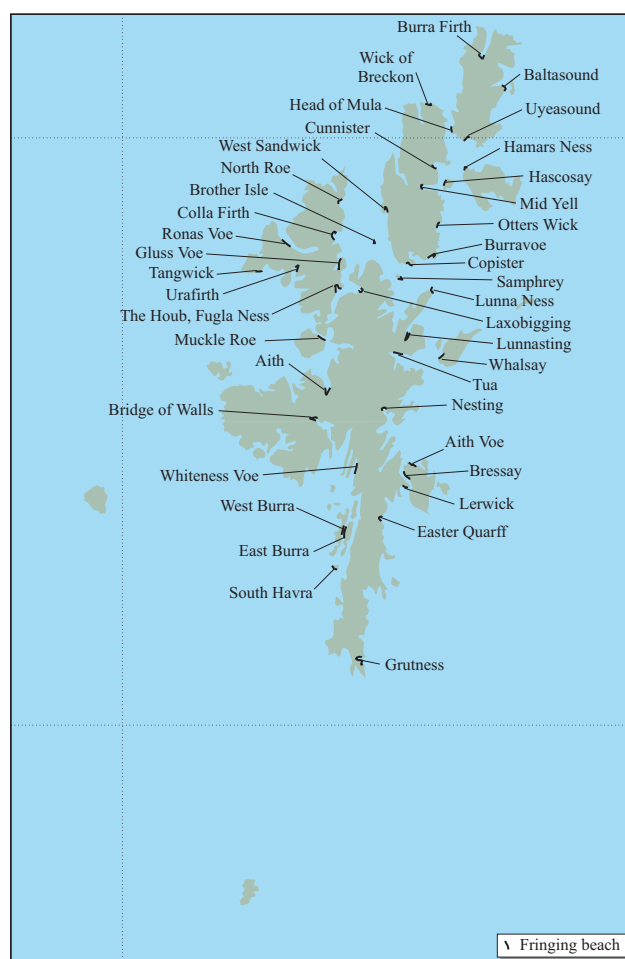 Burra Firth
Wick of
Breckon
Baltasound
Head of Mula
Uyeasound
Cunnister
West Sandwick
Hamars Ness
North Roe
Hascosay
Brother Isle
Mid Yell
Colla Firth
Otters Wick
Ronas Voe
Burravoe
Gluss Voe
Copister
Tangwick
Samphrey
Urafirth
Lunna Ness
The Houb, Fugla Ness
Laxobigging
Muckle Roe
Lunnasting
Aith
Whalsay
Tua
Bridge of Walls
Nesting
Aith Voe
Whiteness Voe
Bressay
West Burra
Lerwick
East Burra
Easter Quarff
South Havra
Grutness
Fringing beach